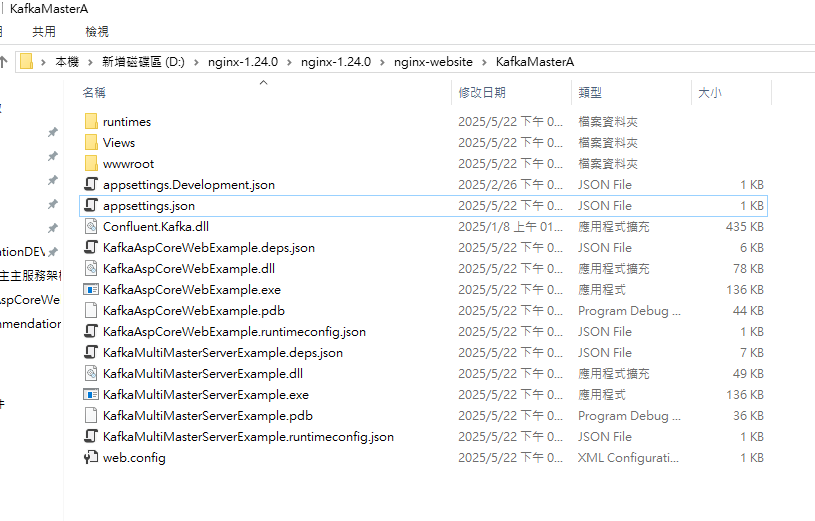 KafkaMasterA
共用 檢視
本機 新增磁碟區 (D:) nginx-1.24.0 nginx-1.24.0 nginx-website KafkaMasterA
名稱 修改日期 類型 大小
runtimes 2025/5/22 下午 0... 檔案資料夾
Views 2025/5/22 下午 0... 檔案資料夾
wwwroot 2025/5/22 下午 0... 檔案資料夾
appsettings.Development.json 2025/2/26 下午 0... JSON File 1 KB
appsettings.json 2025/5/22 下午 0... JSON File 1 KB
Confluent.Kafka.dll 2025/1/8 上午 01... 應用程式擴充 435 KB
KafkaAspCoreWebExample.deps.json 2025/5/22 下午 0... JSON File 6 KB
ationDEV
KafkaAspCoreWebExample.dll 2025/5/22 下午 0... 應用程式擴充 78 KB
主主服務架構
KafkaAspCoreWebExample.exe 2025/5/22 下午 0... 應用程式 136 KB
AspCoreWe
KafkaAspCoreWebExample.pdb 2025/5/22 下午 0... Program Debug ... 44 KB
nmendation
KafkaAspCoreWebExample.runtimeconfig.json 2025/5/22 下午 0... JSON File 1 KB
KafkaMultiMasterServerExample.deps.json 2025/5/22 下午 0... JSON File 7 KB
KafkaMultiMasterServerExample.dll 2025/5/22 下午 0... 應用程式擴充 49 KB
KafkaMultiMasterServerExample.exe 2025/5/22 下午 0... 應用程式 136 KB
KafkaMultiMasterServerExample.pdb 2025/5/22 下午 0... Program Debug ... 36 KB
KafkaMultiMasterServerExample.runtimeconfig.json 2025/5/22 下午 0... JSON File 1 KB
web.config 2025/5/22 下午 0... XML Configurati... 1 KB